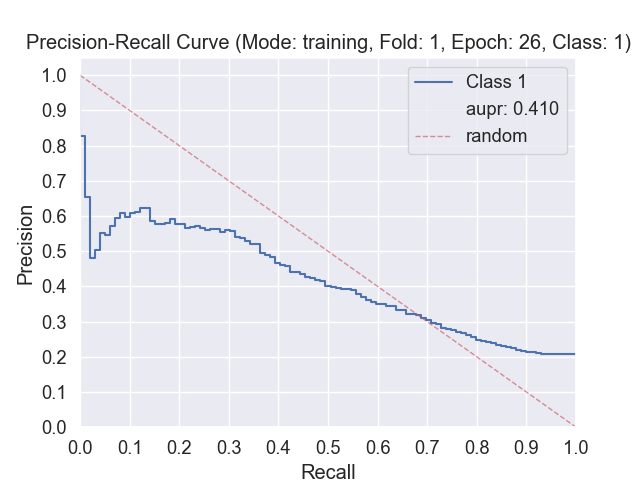 Precision-Recall Curve (Mode: training, Fold: 1, Epoch: 26, Class: 1)
Class 1
aupr: 0.410
random
1.0
0.9
0.8
0.7
0.6
0.5
0.4
0.3
0.2
0.1
0.0
Precision
0.0 0.1 0.2 0.3 0.4 0.5 0.6 0.7 0.8 0.9 1.0
Recall